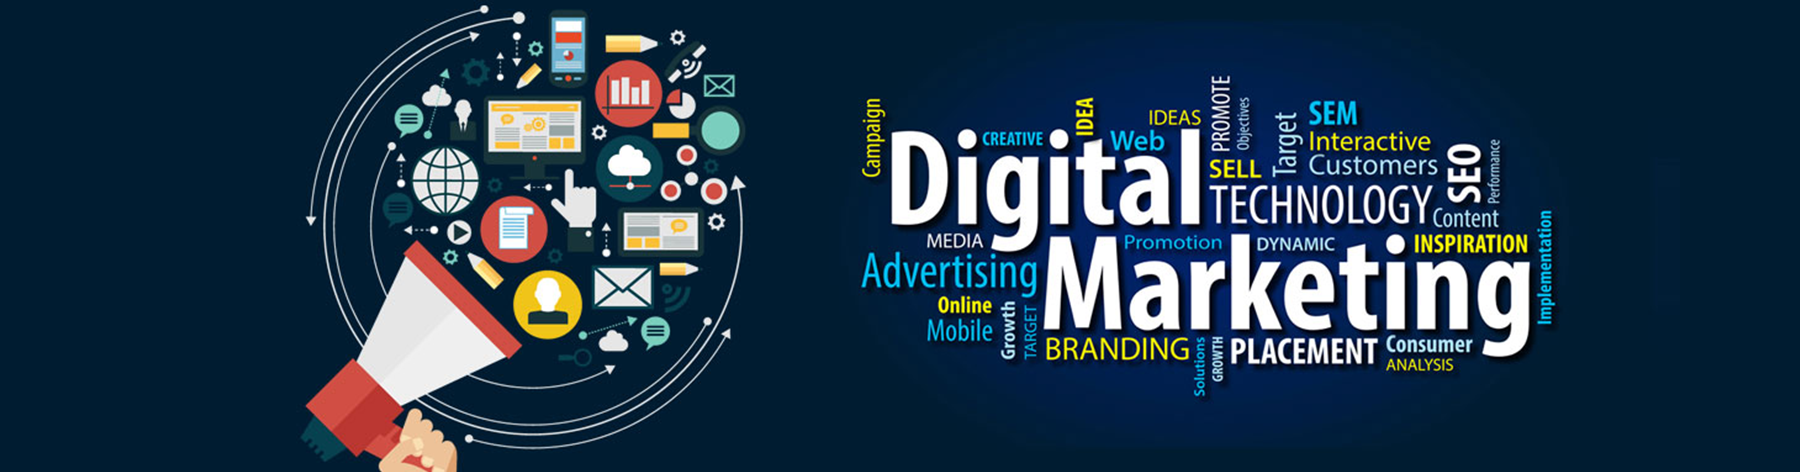 Campaign
CREATIVE
IDEA
IDEAS
Web
PROMOTE
Objectives
Target
SEM
Interactive
Customers
SELL
SEO
Performance
Digital
TECHNOLOGY
Content
MEDIA
Promotion
DYNAMIC
INSPIRATION
Implementation
Advertising
Marketing
Online
Mobile
Growth
TARGET
BRANDING
Solutions
GROWTH
PLACEMENT
Consumer
ANALYSIS